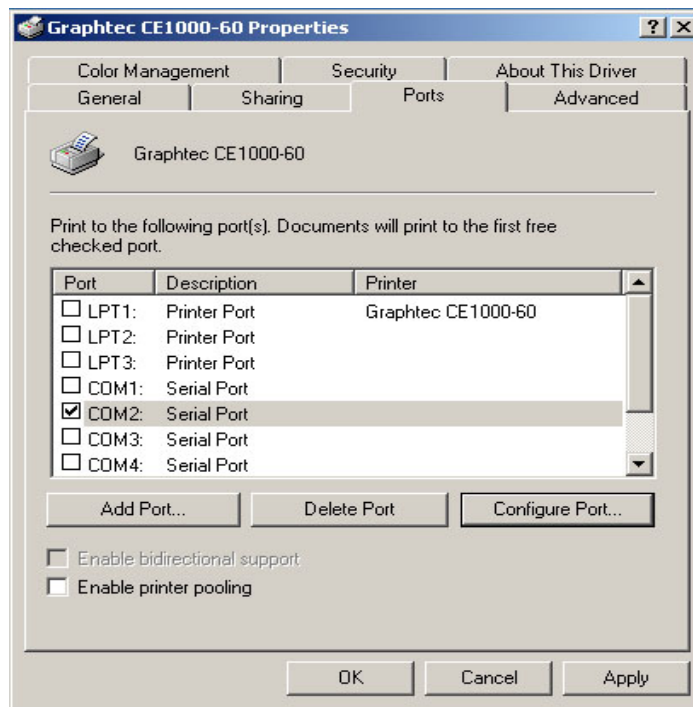 Graphtec CE1000-60 Properties
Color Management Security About This Driver
General Sharing Ports Advanced
Graphtec CE1000-60
Print to the following port(s). Documents will print to the first free
checked port.
Port Description Printer
LPT1: Printer Port Graphtec CE1000-60
LPT2: Printer Port
LPT3: Printer Port
COM1: Serial Port
COM2: Serial Port
COM3: Serial Port
COM4: Serial Port
Add Port... Delete Port Configure Port...
Enable bidirectional support
Enable printer pooling
OK Cancel Apply